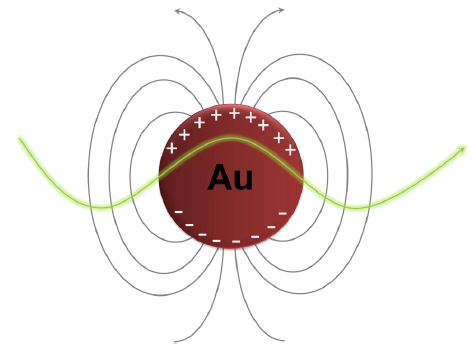 + + + + + + + + +
Au
- - - - - - - -